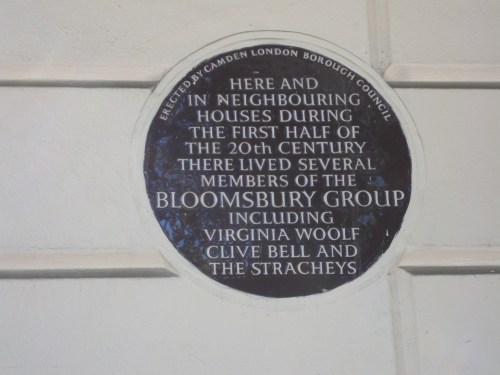 ERECTED BY CAMDEN LONDON BOROUGH COUNCIL
HERE AND
IN NEIGHBOURING
HOUSES DURING
THE FIRST HALF OF
THE 20th CENTURY
THERE LIVED SEVERAL
MEMBERS OF THE
BLOOMSBURY GROUP
INCLUDING
VIRGINIA WOOLF
CLIVE BELL AND
THE STRACHEYS